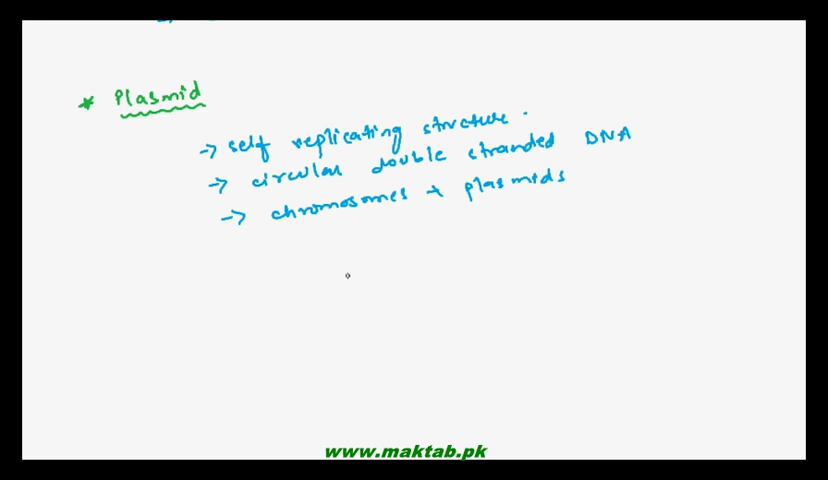 * Plasmid
-> self replicating structure.
-> circular double stranded DNA
-> chromosomes + plasmids
www.maktab.pk